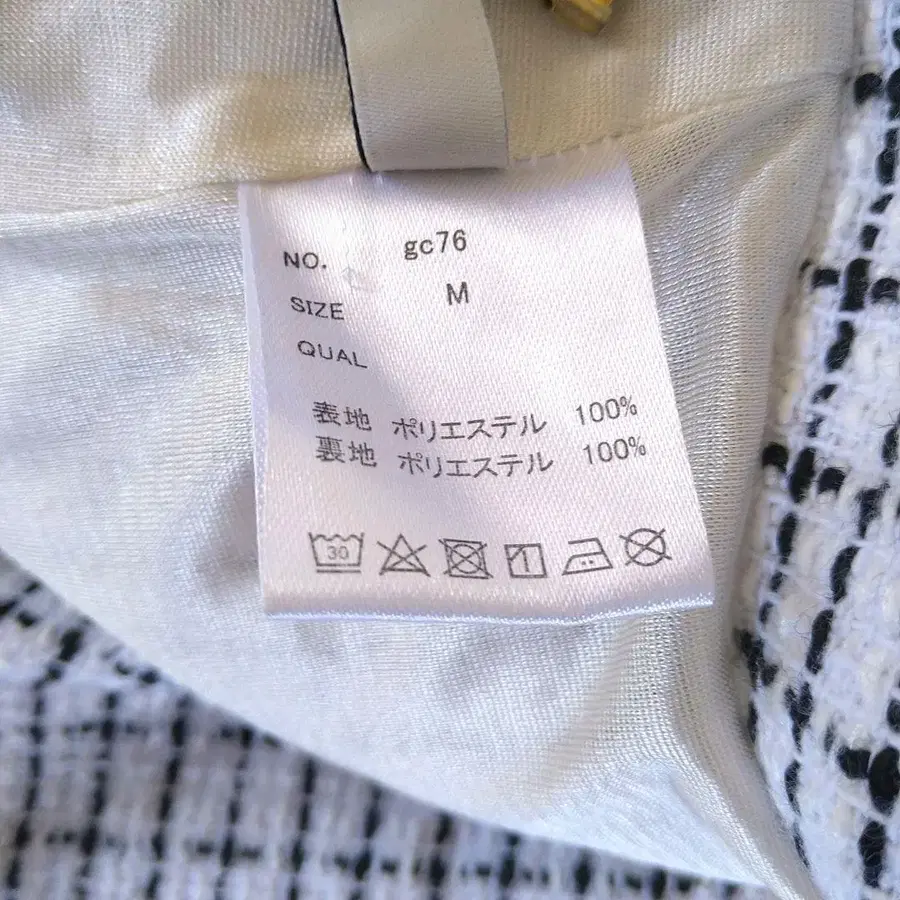 NO. gc76
SIZE M
QUAL
表地 ポリエステル 100%
裏地 ポリエステル 100%
30